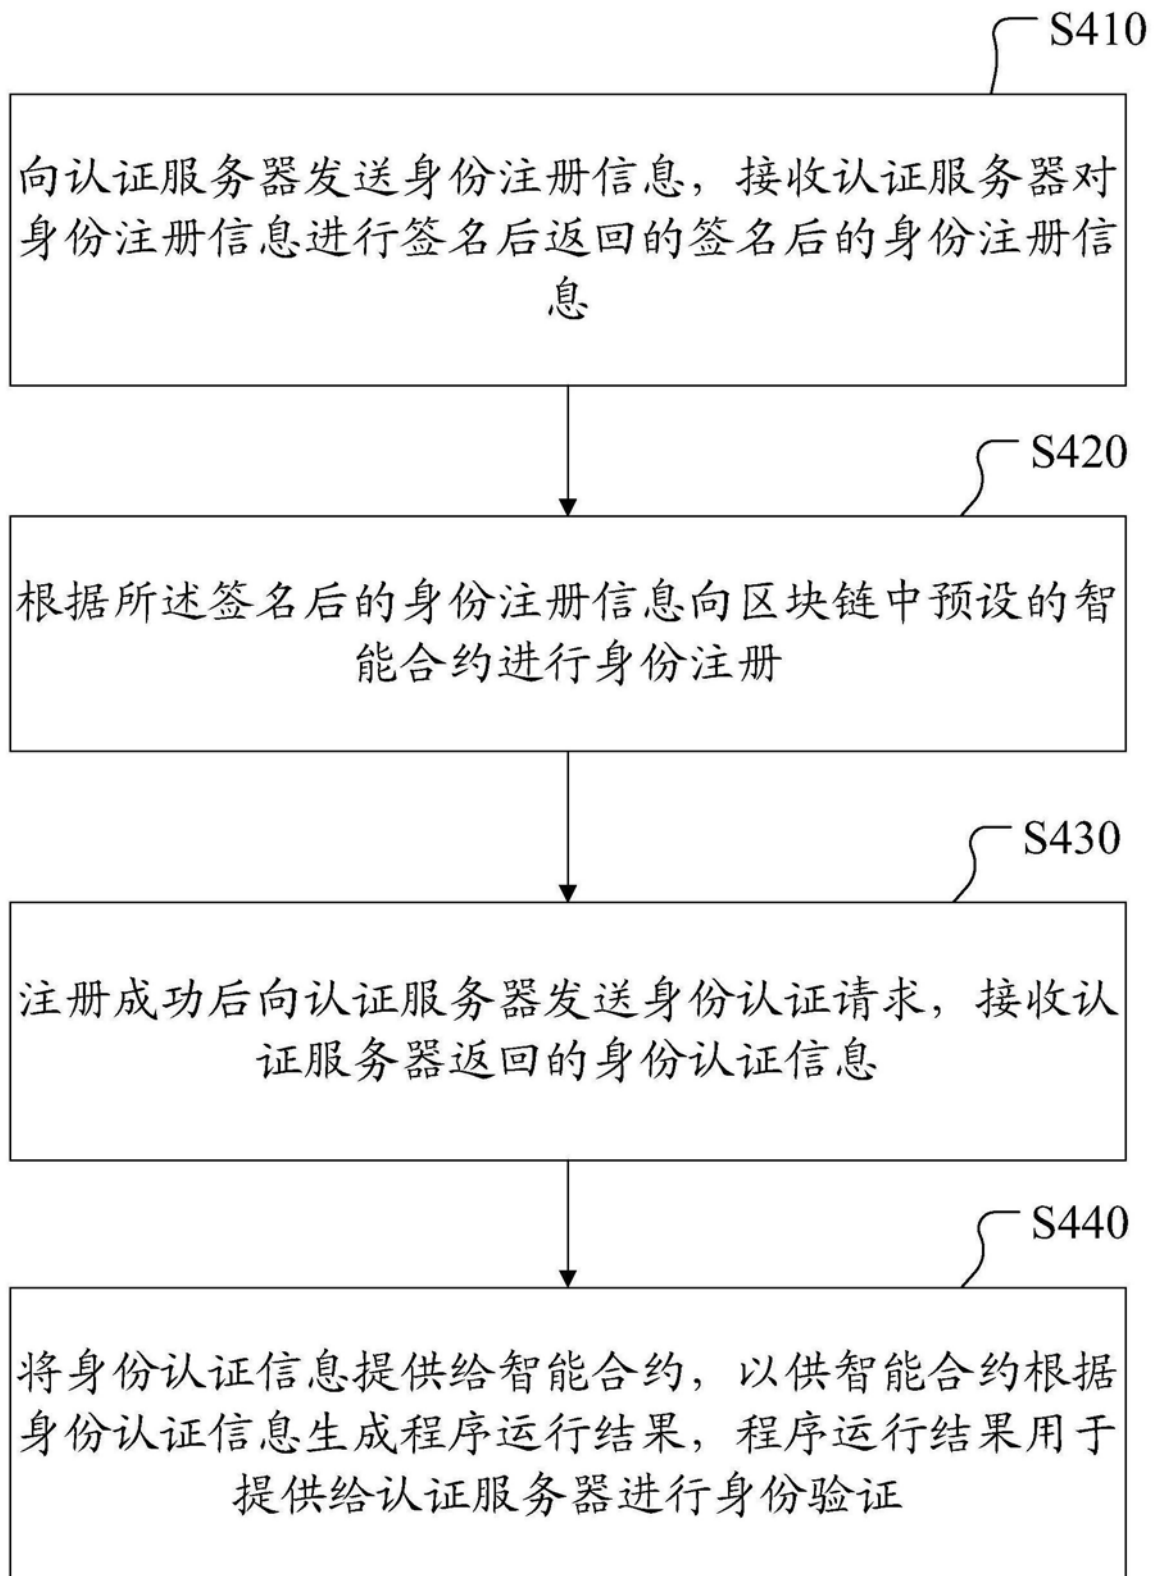 S410
向认证服务器发送身份注册信息，接收认证服务器对
身份注册信息进行签名后返回的签名后的身份注册信
息
S420
根据所述签名后的身份注册信息向区块链中预设的智
能合约进行身份注册
S430
注册成功后向认证服务器发送身份认证请求，接收认
证服务器返回的身份认证信息
S440
将身份认证信息提供给智能合约，以供智能合约根据
身份认证信息生成程序运行结果，程序运行结果用于
提供给认证服务器进行身份验证